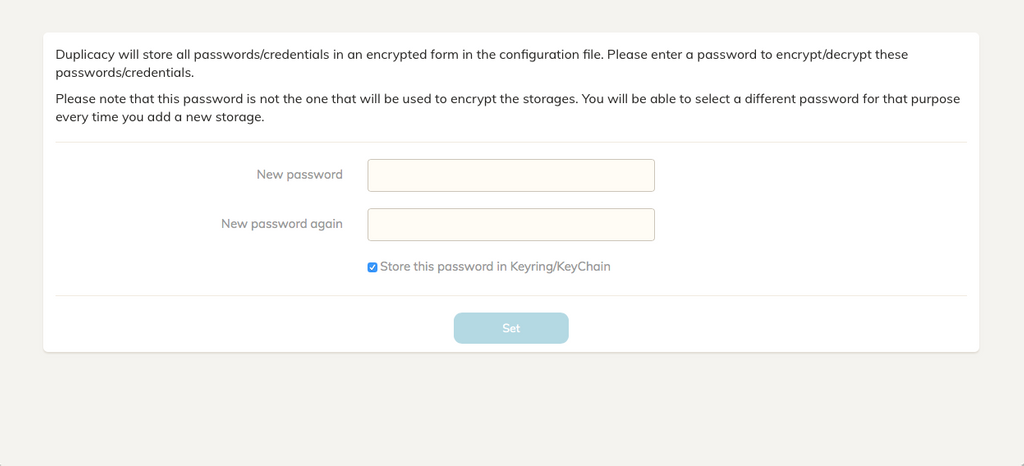 Duplicacy will store all passwords/credentials in an encrypted form in the configuration file. Please enter a password to encrypt/decrypt these
passwords/credentials.
Please note that this password is not the one that will be used to encrypt the storages. You will be able to select a different password for that purpose
every time you add a new storage.
New password
New password again
Store this password in Keyring/KeyChain
Set